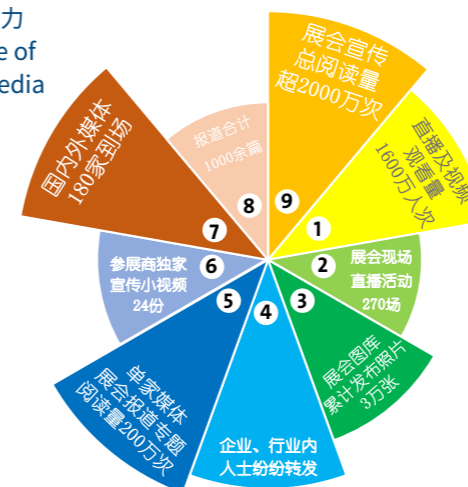 力
e of
edia
展会宣传
总阅读量
超2000万次
9
直播及视频
观看量
1600万人次
1
展会现场
直播活动
270场
2
展会图库
累计发布照片
3万张
3
企业、行业内
人士纷纷转发
4
单家媒体
展会报道专题
阅读量200万次
5
参展商独家
宣传小视频
24份
6
国内外媒体
180家到场
7
报道合计
1000余篇
8